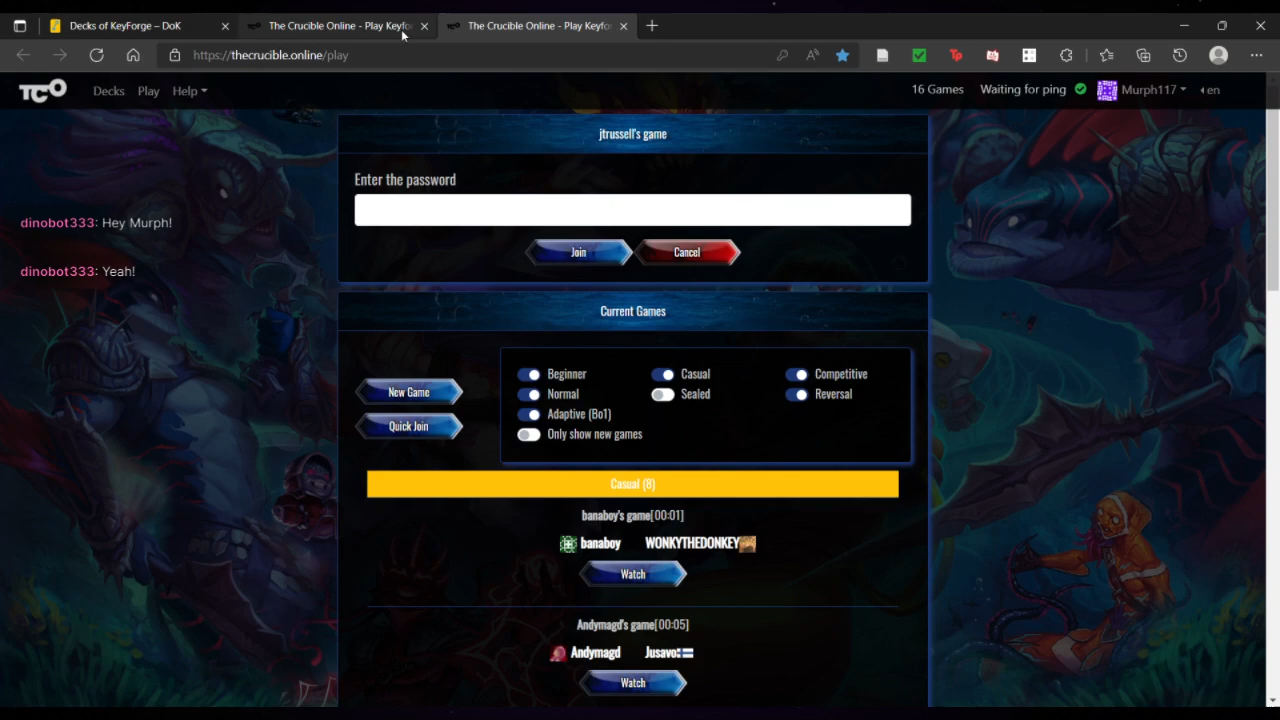 Decks of KeyForge – DoK
The Crucible Online - Play Keyfo
The Crucible Online - Play Keyfo
https://thecrucible.online/play
TCO
Decks
Play
Help
16 Games
Waiting for ping
Murph117
en
jtrussell's game
Enter the password
dinobot333: Hey Murph!
Join
Cancel
dinobot333: Yeah!
Current Games
Beginner
Casual
Competitive
New Game
Normal
Sealed
Reversal
Adaptive (Bo1)
Quick Join
Only show new games
Casual (8)
banaboy's game[00:01]
banaboy
WONKYTHEDONKEY
Watch
Andymagd's game[00:05]
Andymagd
Jusavo
Watch